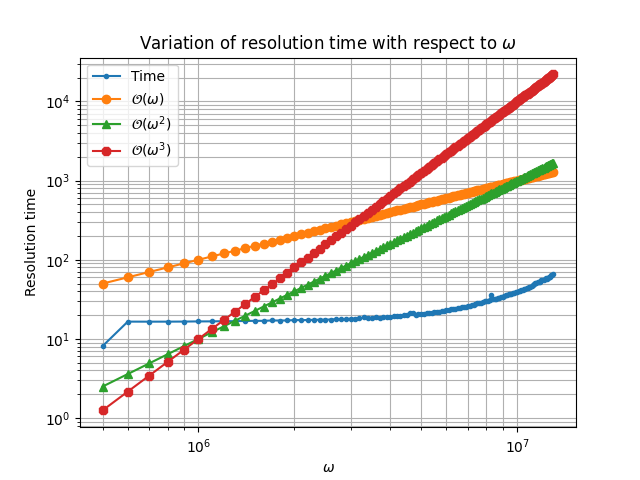 Variation of resolution time with respect to ω
Resolution time
10⁴
10³
10²
10¹
10⁰
Time
𝒪(ω)
𝒪(ω²)
𝒪(ω³)
10⁶
10⁷
ω